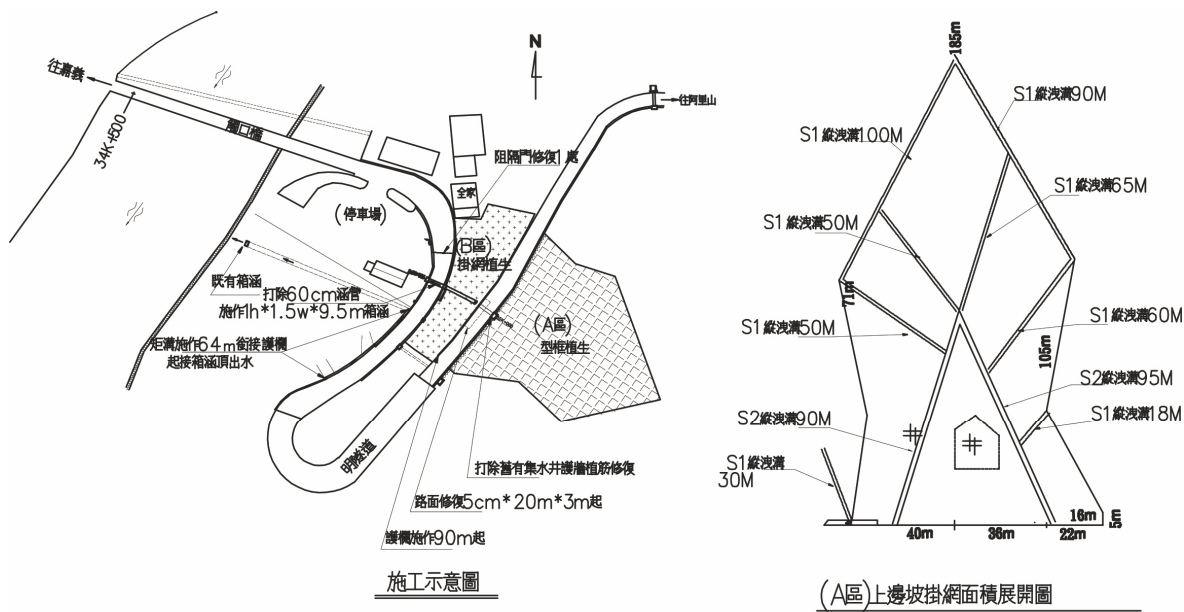 N
往嘉義
34K+500
觸口橋
往阿里山
阻隔門修復1處
全家
(停車場)
(B區)
掛網植生
既有箱涵
打除60cm涵管
施作1h*1.5w*9.5m箱涵
(A區)
型框植生
矩溝施作64m銜接護欄
起接箱涵頂出水
明隧道
打除舊有集水井護牆植筋修復
路面修復5cm*20m*3m起
護欄施作90m起
施工示意圖
185m
S1縱洩溝90M
S1縱洩溝100M
S1縱洩溝65M
S1縱洩溝50M
71m
S1縱洩溝50M
S1縱洩溝60M
105m
S2縱洩溝95M
S2縱洩溝90M
S1縱洩溝18M
S1縱洩溝
30M
16m
5m
40m
36m
22m
(A區)上邊坡掛網面積展開圖